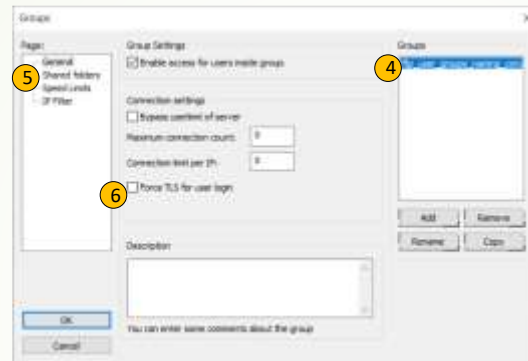 Groups
Page:
General
Shared folders
Speed Limits
IP Filter
OK
Cancel
Group Settings
Enable access for users inside group
Connection settings
Bypass userlimit of server
Maximum connection count:
0
Connection limit per IP:
0
Force TLS for user login
Description
You can enter some comments about the group
Groups
Add
Remove
Rename
Copy
4
5
6